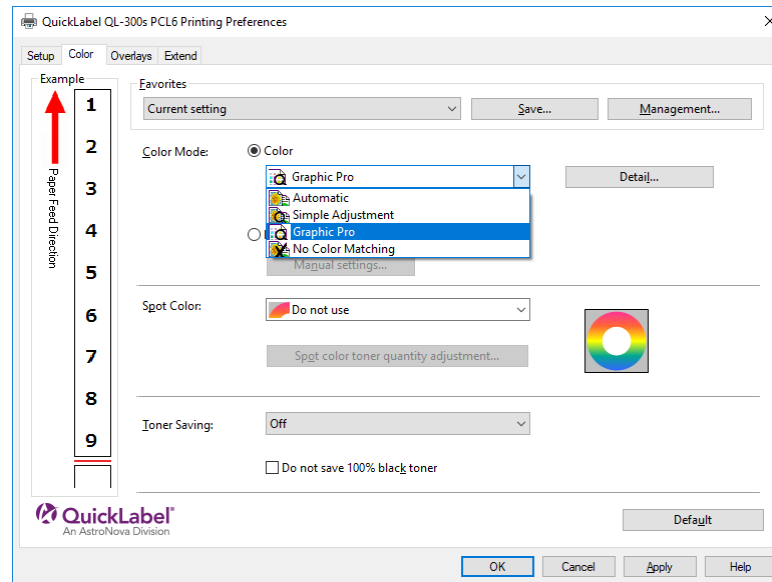 QuickLabel QL-300s PCL6 Printing Preferences
Setup Color Overlays Extend
Example
Paper Feed Direction
1
2
3
4
5
6
7
8
9
Favorites
Current setting Save... Management...
Color Mode: Color
Graphic Pro Detail...
Automatic
Simple Adjustment
Graphic Pro
No Color Matching
Manual settings...
Spot Color: Do not use
Spot color toner quantity adjustment...
Toner Saving: Off
Do not save 100% black toner
QuickLabel®
An AstroNova Division
Default
OK Cancel Apply Help